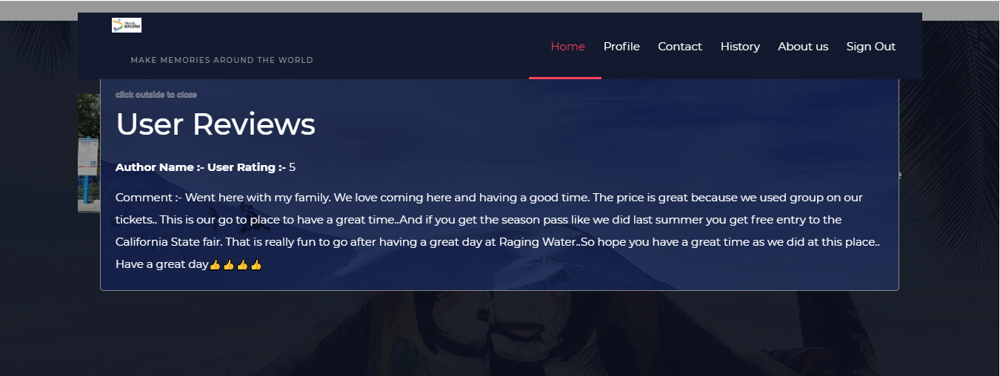 TRAVEL
EXPLORER
MAKE MEMORIES AROUND THE WORLD
Home Profile Contact History About us Sign Out
click outside to close
User Reviews
Author Name :- User Rating :- 5
Comment :- Went here with my family. We love coming here and having a good time. The price is great because we used group on our
tickets.. This is our go to place to have a great time..And if you get the season pass like we did last summer you get free entry to the
California State fair. That is really fun to go after having a great day at Raging Water..So hope you have a great time as we did at this place..
Have a great day👍👍👍👍